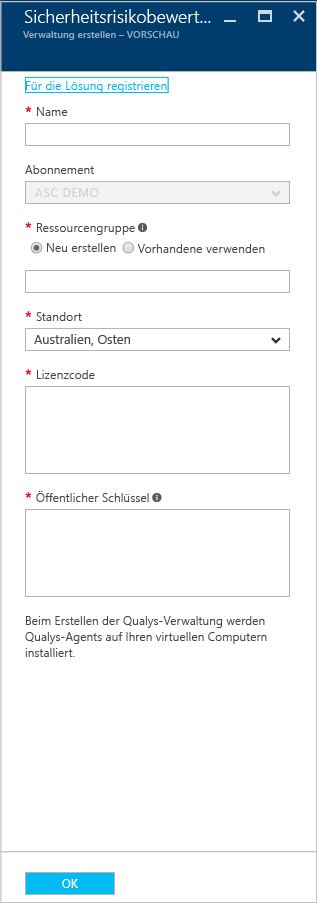 Sicherheitsrisikobewert...
Verwaltung erstellen – VORSCHAU
Für die Lösung registrieren
* Name
Abonnement
ASC DEMO
* Ressourcengruppe
Neu erstellen Vorhandene verwenden
* Standort
Australien, Osten
* Lizenzcode
* Öffentlicher Schlüssel
Beim Erstellen der Qualys-Verwaltung werden
Qualys-Agents auf Ihren virtuellen Computern
installiert.
OK